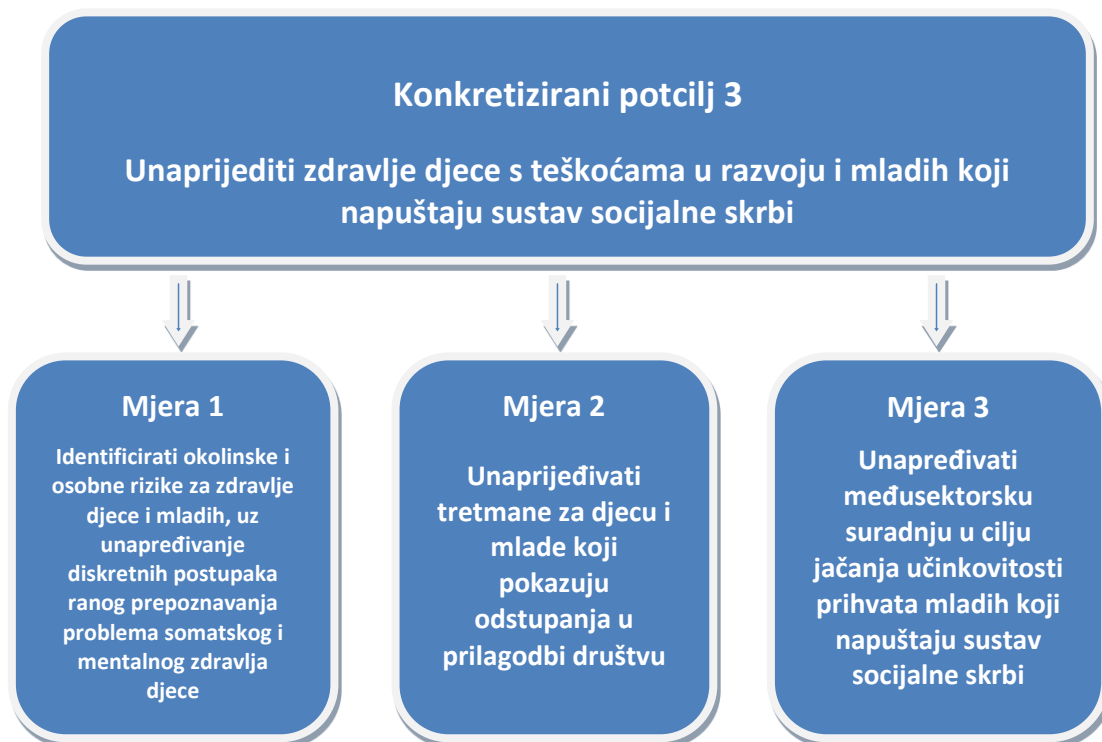 Konkretizirani potcilj 3
Unaprijediti zdravlje djece s teškoćama u razvoju i mladih koji
napuštaju sustav socijalne skrbi
Mjera 1
Identificirati okolinske i
osobne rizike za zdravlje
djece i mladih, uz
unapređivanje
diskretnih postupaka
ranog prepoznavanja
problema somatskog i
mentalnog zdravlja
djece
Mjera 2
Unaprijeđivati
tretmane za djecu i
mlade koji
pokazuju
odstupanja u
prilagodbi društvu
Mjera 3
Unapređivati
međusektorsku
suradnju u cilju
jačanja učinkovitosti
prihvata mladih koji
napuštaju sustav
socijalne skrbi